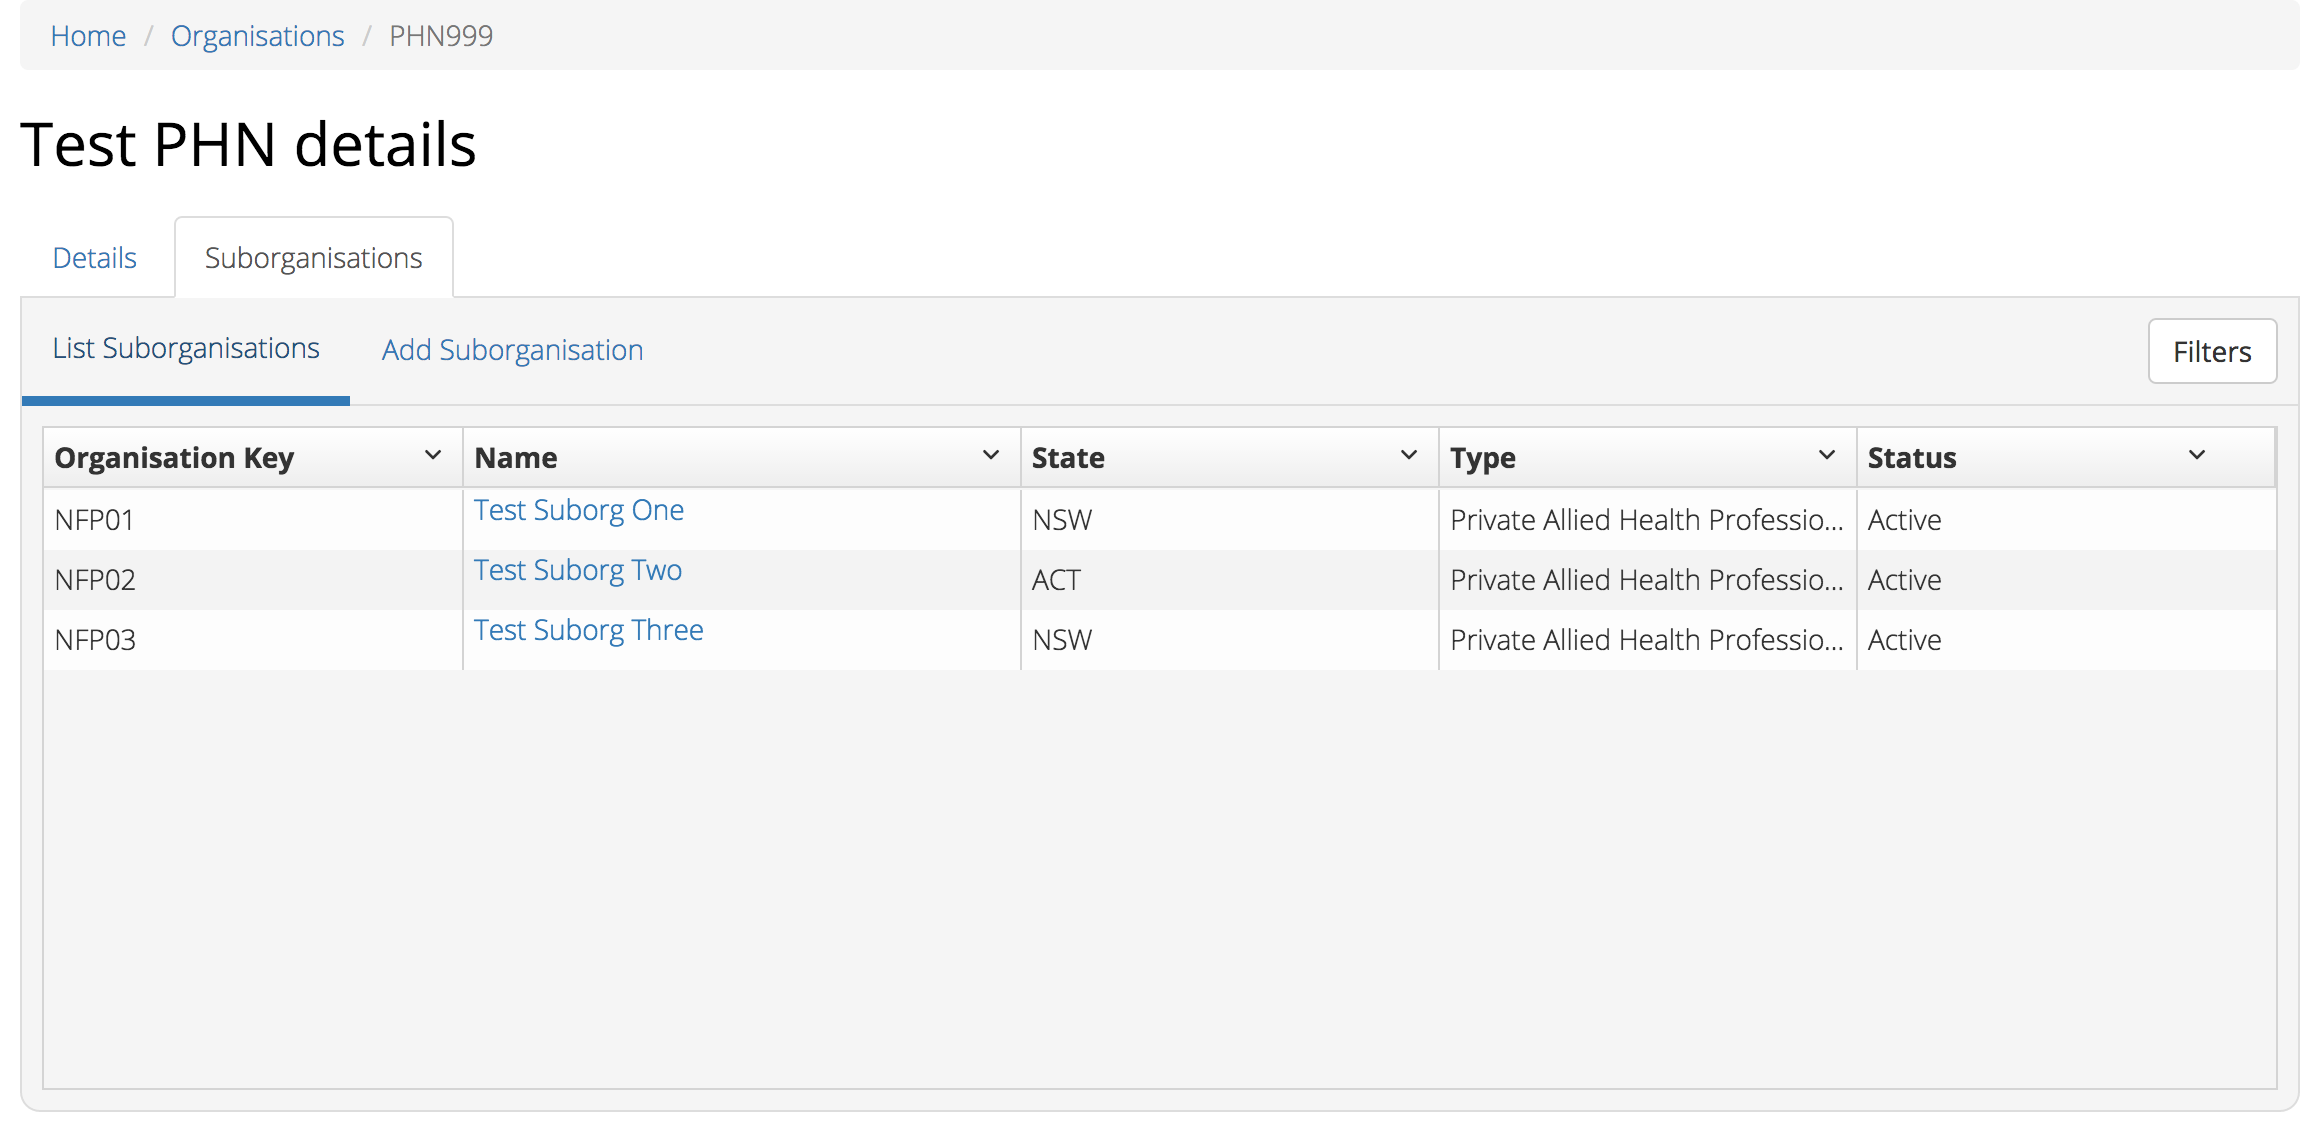 Home / Organisations / PHN999
Test PHN details
Details Suborganisations
List Suborganisations Add Suborganisation Filters
Organisation Key Name State Type Status
NFP01 Test Suborg One NSW Private Allied Health Professio... Active
NFP02 Test Suborg Two ACT Private Allied Health Professio... Active
NFP03 Test Suborg Three NSW Private Allied Health Professio... Active